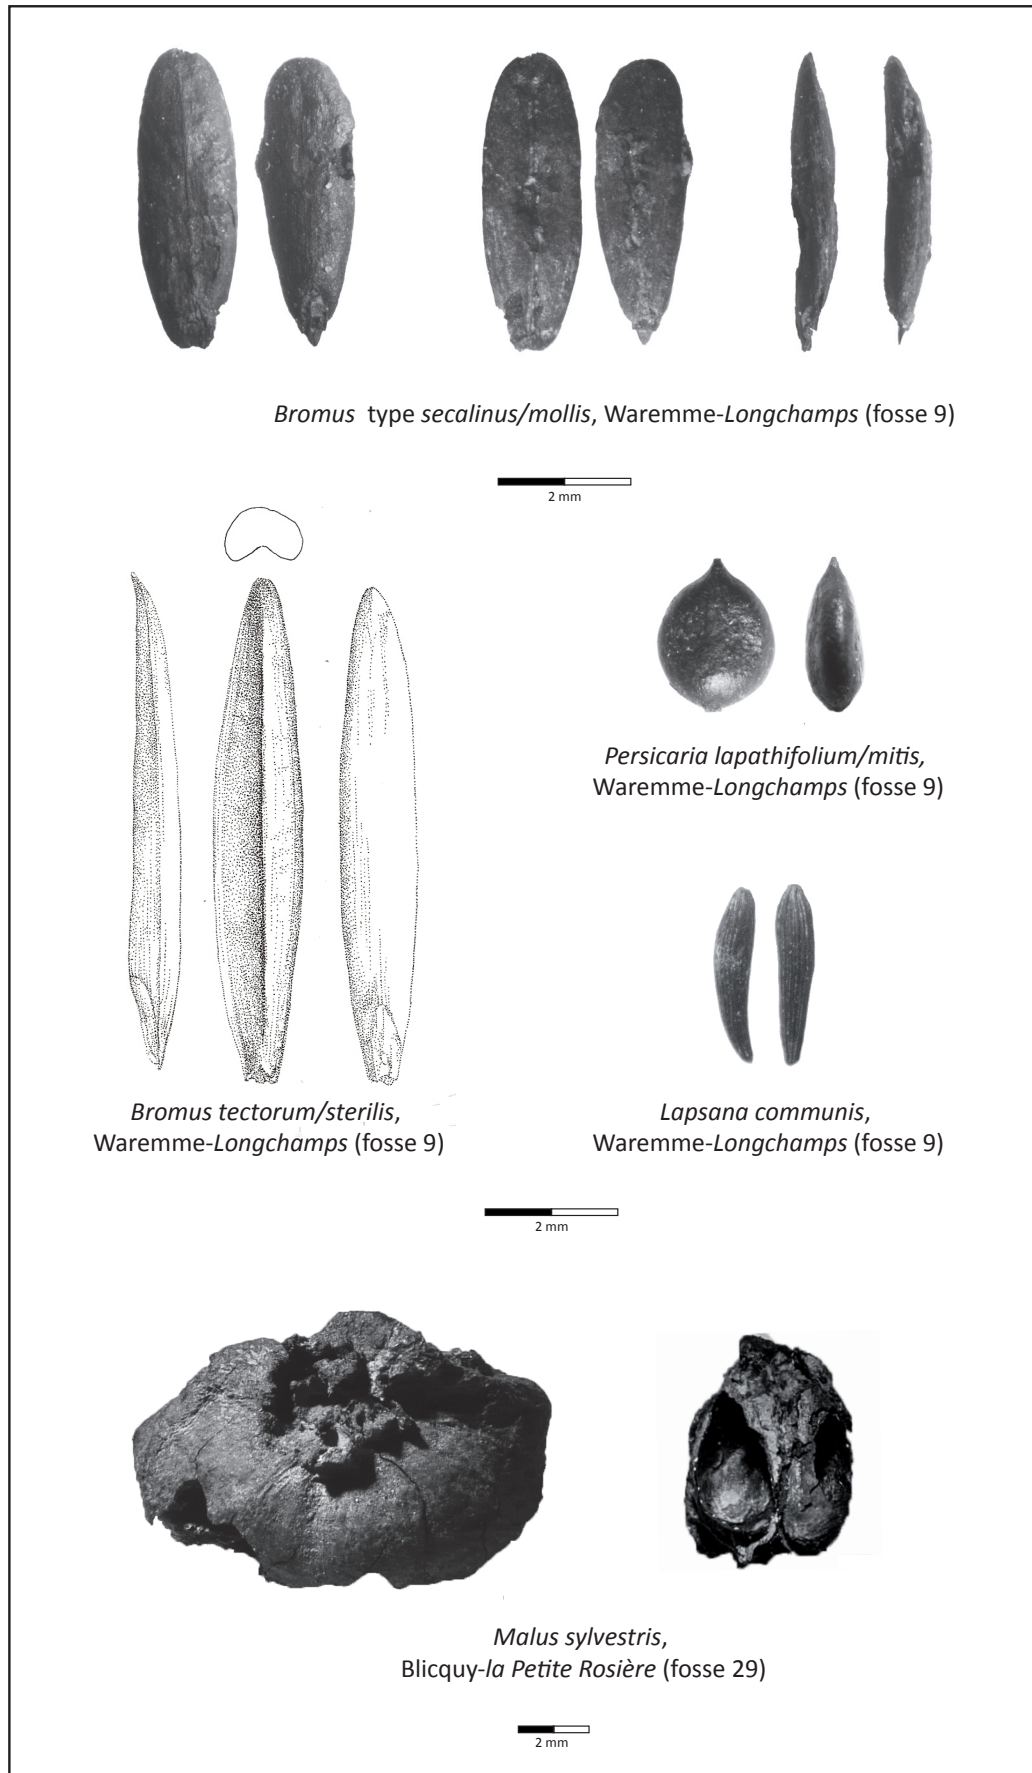 Bromus type secalinus/mollis, Waremme-Longchamps (fosse 9)
2 mm
Persicaria lapathifolium/mitis,
Waremme-Longchamps (fosse 9)
Bromus tectorum/sterilis,
Waremme-Longchamps (fosse 9)
Lapsana communis,
Waremme-Longchamps (fosse 9)
2 mm
Malus sylvestris,
Blicquy-la Petite Rosière (fosse 29)
2 mm